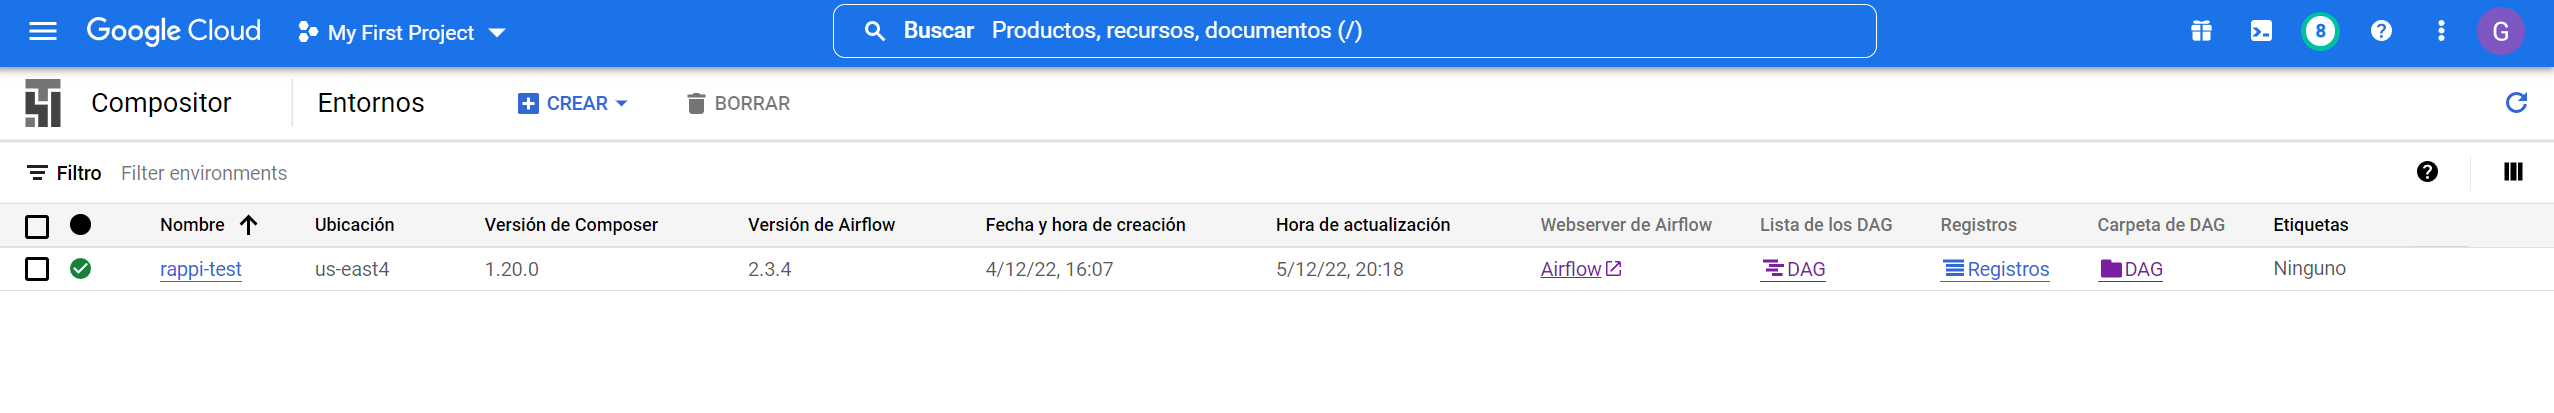 Google Cloud My First Project Buscar Productos, recursos, documentos (/) 8 ? G
Compositor Entornos CREAR BORRAR
Filtro Filter environments ?
Nombre Ubicación Versión de Composer Versión de Airflow Fecha y hora de creación Hora de actualización Webserver de Airflow Lista de los DAG Registros Carpeta de DAG Etiquetas
rappi-test us-east4 1.20.0 2.3.4 4/12/22, 16:07 5/12/22, 20:18 Airflow DAG Registros DAG Ninguno